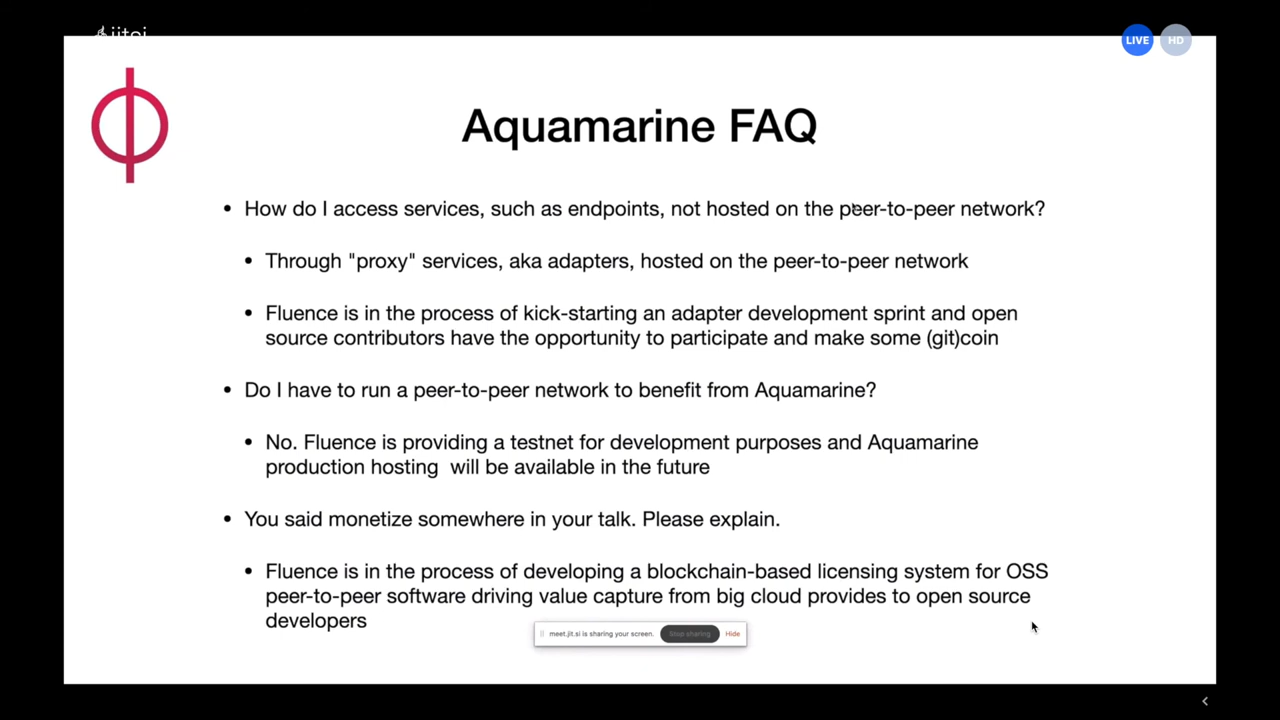 jitsi
LIVE
HD
Aquamarine FAQ
• How do I access services, such as endpoints, not hosted on the peer-to-peer network?
• Through "proxy" services, aka adapters, hosted on the peer-to-peer network
• Fluence is in the process of kick-starting an adapter development sprint and open
source contributors have the opportunity to participate and make some (git)coin
• Do I have to run a peer-to-peer network to benefit from Aquamarine?
• No. Fluence is providing a testnet for development purposes and Aquamarine
production hosting  will be available in the future
• You said monetize somewhere in your talk. Please explain.
• Fluence is in the process of developing a blockchain-based licensing system for OSS
peer-to-peer software driving value capture from big cloud provides to open source
developers
meet.jit.si is sharing your screen.
Stop sharing
Hide